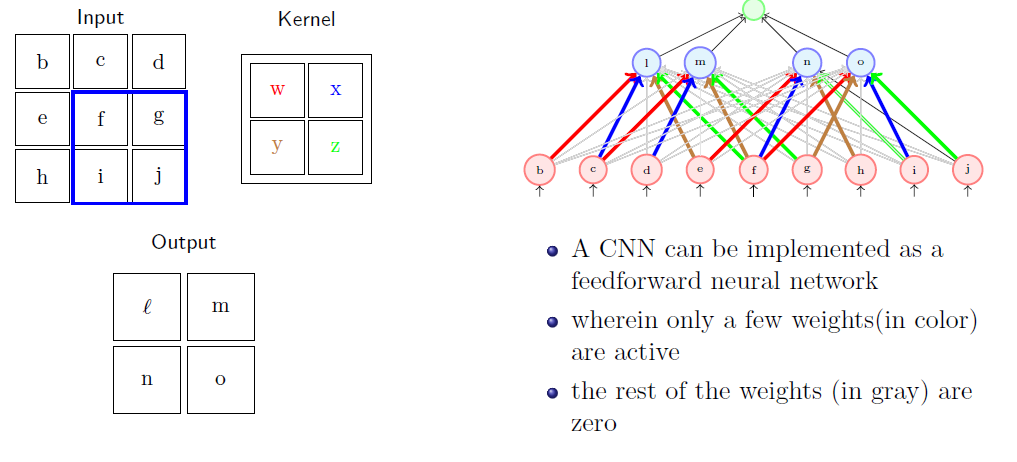 Input
b c d
e f g
h i j
Kernel
w x
y z
Output
ℓ m
n o
l m n o
b c d e f g h i j
A CNN can be implemented as a
feedforward neural network
wherein only a few weights(in color)
are active
the rest of the weights (in gray) are
zero